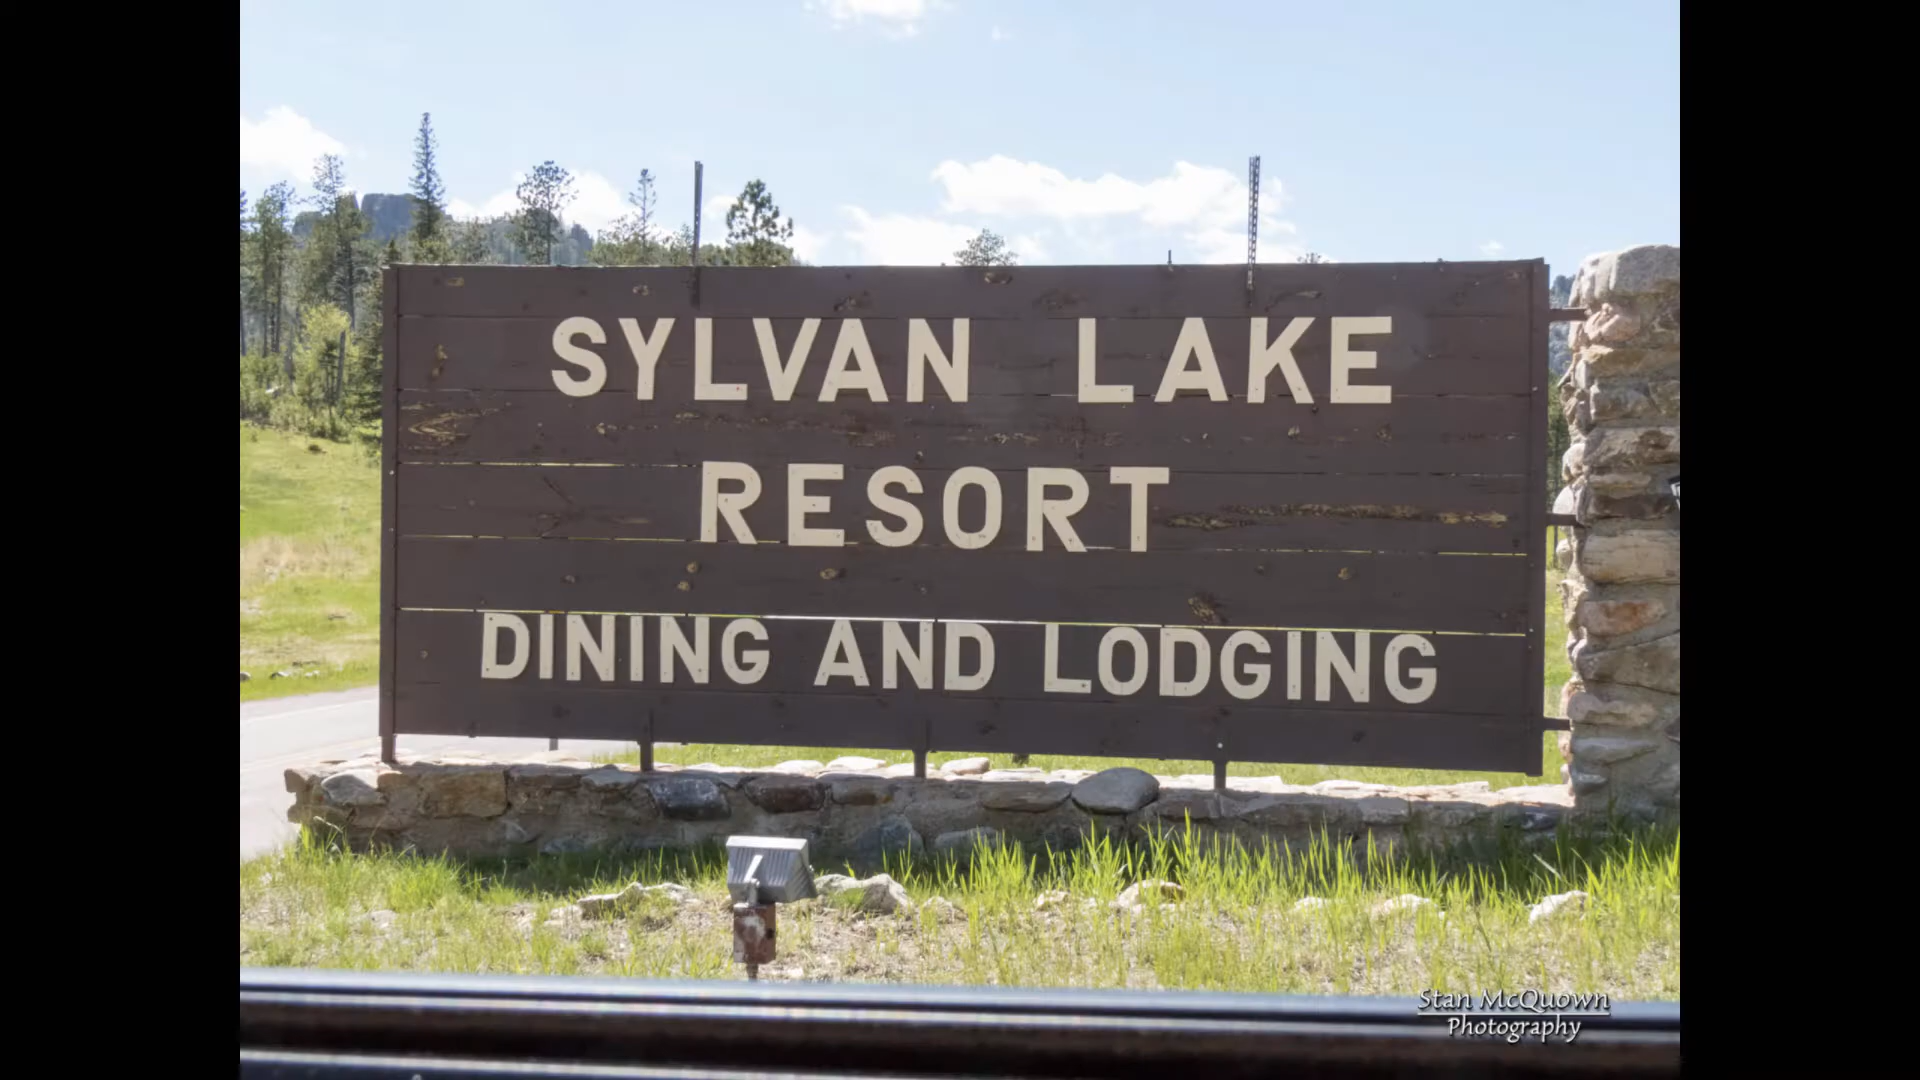 SYLVAN LAKE
RESORT
DINING AND LODGING
Stan McQuown
Photography